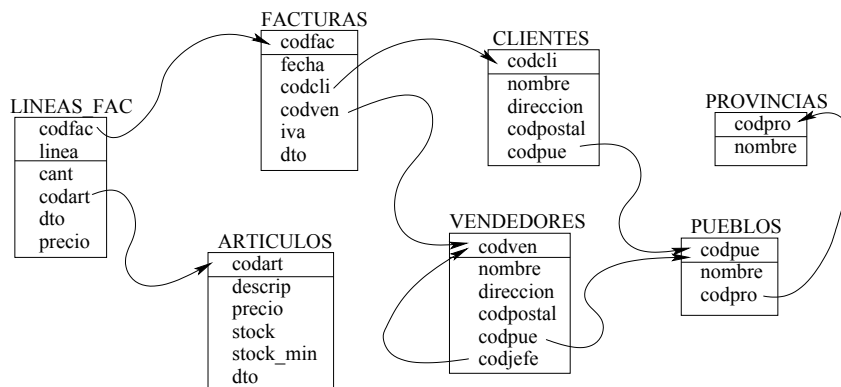 FACTURAS
codfac
fecha
codcli
codven
iva
dto
CLIENTES
codcli
nombre
direccion
codpostal
codpue
PROVINCIAS
codpro
nombre
LINEAS_FAC
codfac
linea
cant
codart
dto
precio
ARTICULOS
codart
descrip
precio
stock
stock_min
dto
VENDEDORES
codven
nombre
direccion
codpostal
codpue
codjefe
PUEBLOS
codpue
nombre
codpro